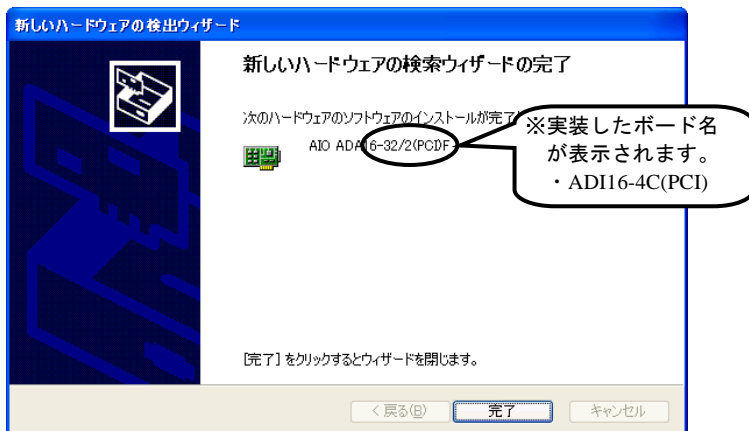 新しいハードウェアの検出ウィザード
新しいハードウェアの検索ウィザードの完了
次のハードウェアのソフトウェアのインストールが完了
AIO ADA16-32/2(PCI)F
※実装したボード名
が表示されます。
・ADI16-4C(PCI)
[完了] をクリックするとウィザードを閉じます。
< 戻る(B)
完了
キャンセル